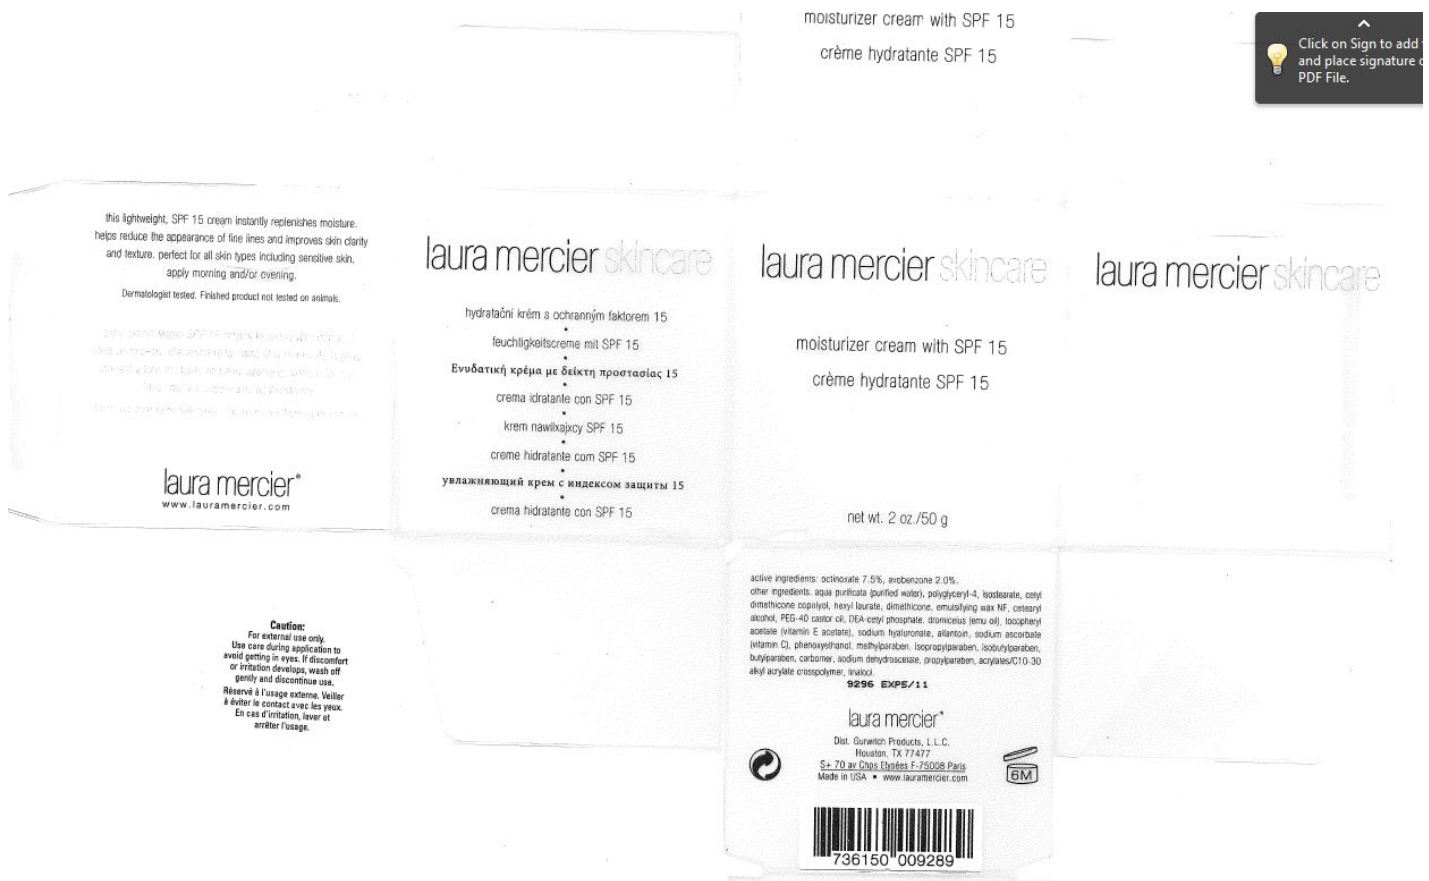 moisturizer cream with SPF 15
crème hydratante SPF 15
Click on Sign to add
and place signature
PDF File.
this lightweight, SPF 15 cream instantly replenishes moisture.
helps reduce the appearance of fine lines and improves skin clarity
and texture. perfect for all skin types including sensitive skin.
apply morning and/or evening.
Dermatologist tested. Finished product not tested on animals.
laura mercier®
www.lauramercier.com
laura mercier skincare
hydratační krém s ochranným faktorem 15
•
feuchtigkeitscreme mit SPF 15
•
Ενυδατική κρέμα με δείκτη προστασίας 15
•
crema idratante con SPF 15
•
krem nawilxajxcy SPF 15
•
creme hidratante com SPF 15
•
увлажняющий крем с индексом защиты 15
•
crema hidratante con SPF 15
laura mercier skincare
moisturizer cream with SPF 15
crème hydratante SPF 15
net wt. 2 oz./50 g
laura mercier skincare
Caution:
For external use only.
Use care during application to
avoid getting in eyes. If discomfort
or irritation develops, wash off
gently and discontinue use.
Réservé à l'usage externe. Veiller
à éviter le contact avec les yeux.
En cas d'irritation, laver et
arrêter l'usage.
active ingredients: octinoxate 7.5%, avobenzone 2.0%.
other ingredients: aqua purificata (purified water), polyglyceryl-4, isostearate, cetyl
dimethicone copolyol, hexyl laurate, dimethicone, emulsifying wax NF, cetearyl
alcohol, PEG-40 castor oil, DEA-cetyl phosphate, dromiceius (emu oil), tocopheryl
acetate (vitamin E acetate), sodium hyaluronate, allantoin, sodium ascorbate
(vitamin C), phenoxyethanol, methylparaben, isopropylparaben, isobutylparaben,
butylparaben, carbomer, sodium dehydroacetate, propylparaben, acrylates/C10-30
alkyl acrylate crosspolymer, linalool.
9296 EXP5/11
laura mercier®
Dist. Gurwitch Products, L.L.C.
Houston, TX 77477
S+ 70 av Chps Elysées F-75008 Paris
Made in USA • www.lauramercier.com
6M
736150 009289